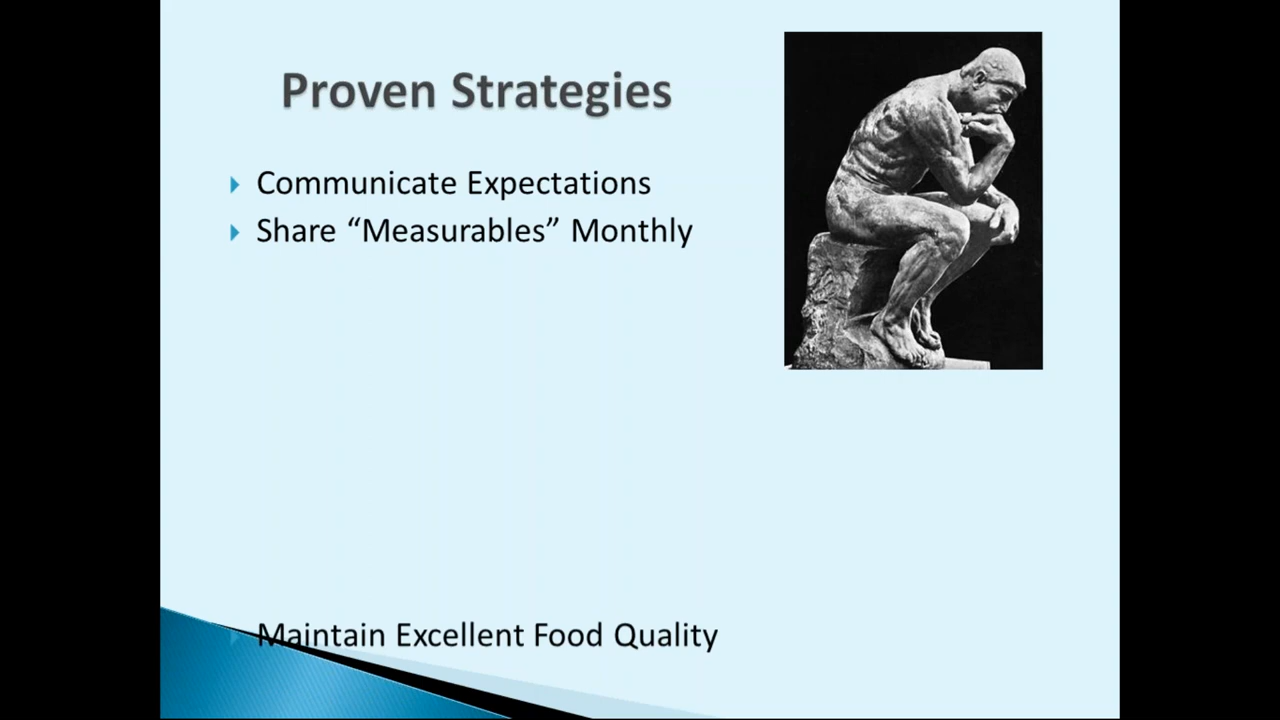 Proven Strategies
Communicate Expectations
Share “Measurables” Monthly
Maintain Excellent Food Quality